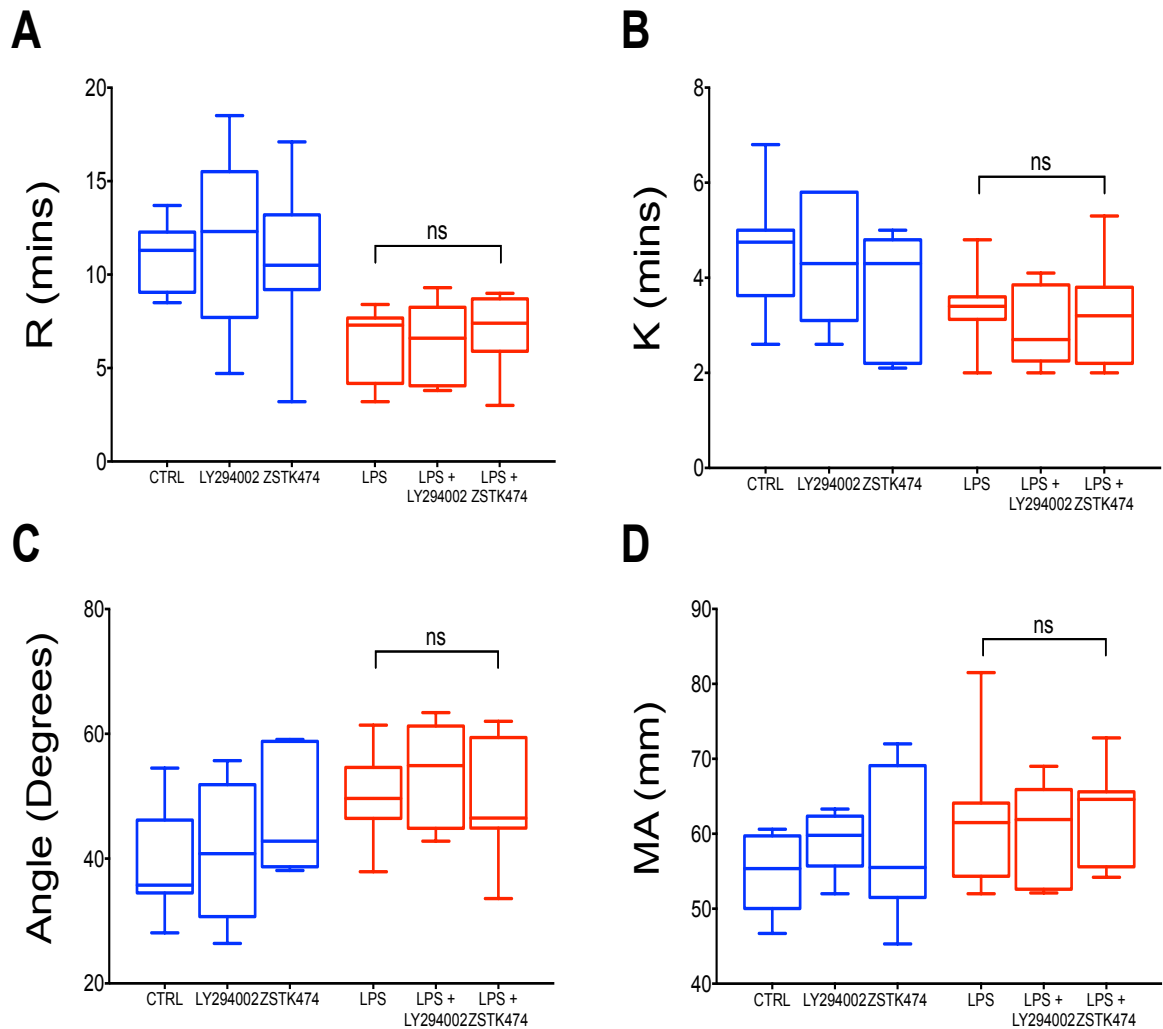 A
R (mins)
20
15
10
5
0
ns
CTRL LY294002 ZSTK474 LPS LPS + LPS +
LY294002 ZSTK474
B
K (mins)
8
6
4
2
0
ns
CTRL LY294002 ZSTK474 LPS LPS + LPS +
LY294002 ZSTK474
C
Angle (Degrees)
80
60
40
20
ns
CTRL LY294002 ZSTK474 LPS LPS + LPS +
LY294002 ZSTK474
D
MA (mm)
90
80
70
60
50
40
ns
CTRL LY294002 ZSTK474 LPS LPS + LPS +
LY294002 ZSTK474